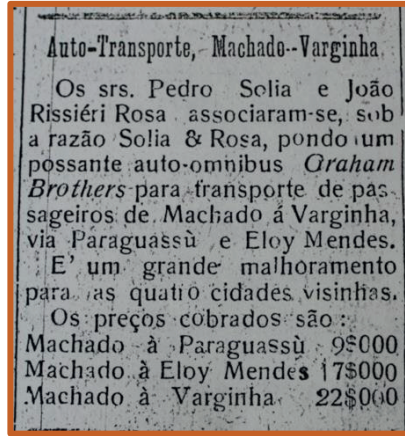 Auto-Transporte, Machado--Varginha
Os srs. Pedro Solia e João
Rissiéri Rosa associaram-se, sob
a razão Solia & Rosa, pondo um
possante auto-omnibus Graham
Brothers para transporte de pas
sageiros de Machado á Varginha,
via Paraguassù e Eloy Mendes.
E' um grande malhoramento
para as quatro cidades visinhas.
Os preços cobrados são :
Machado à Paraguassù 9$000
Machado à Eloy Mendes 17$000
Machado à Varginha 22$000